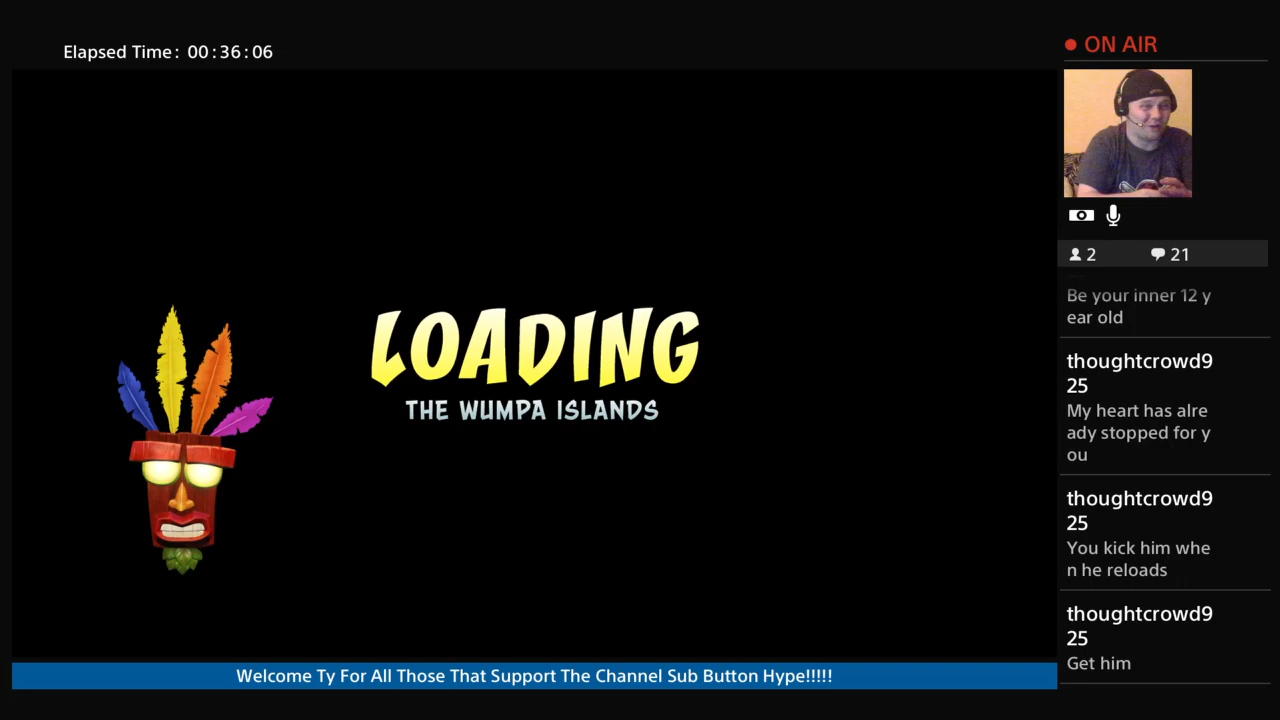 Elapsed Time: 00:36:06
ON AIR
2 21
Be your inner 12 y
ear old
thoughtcrowd9
25
My heart has alre
ady stopped for y
ou
thoughtcrowd9
25
You kick him whe
n he reloads
thoughtcrowd9
25
Get him
LOADING
THE WUMPA ISLANDS
Welcome Ty For All Those That Support The Channel Sub Button Hype!!!!!